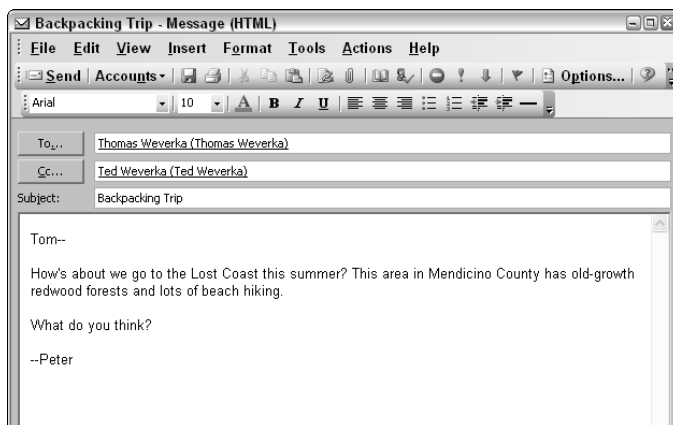 Backpacking Trip - Message (HTML)
File Edit View Insert Format Tools Actions Help
Send Accounts Options...
Arial 10 A B I U
To... Thomas Weverka (Thomas Weverka)
Cc... Ted Weverka (Ted Weverka)
Subject: Backpacking Trip
Tom--
How's about we go to the Lost Coast this summer? This area in Mendicino County has old-growth
redwood forests and lots of beach hiking.
What do you think?
--Peter